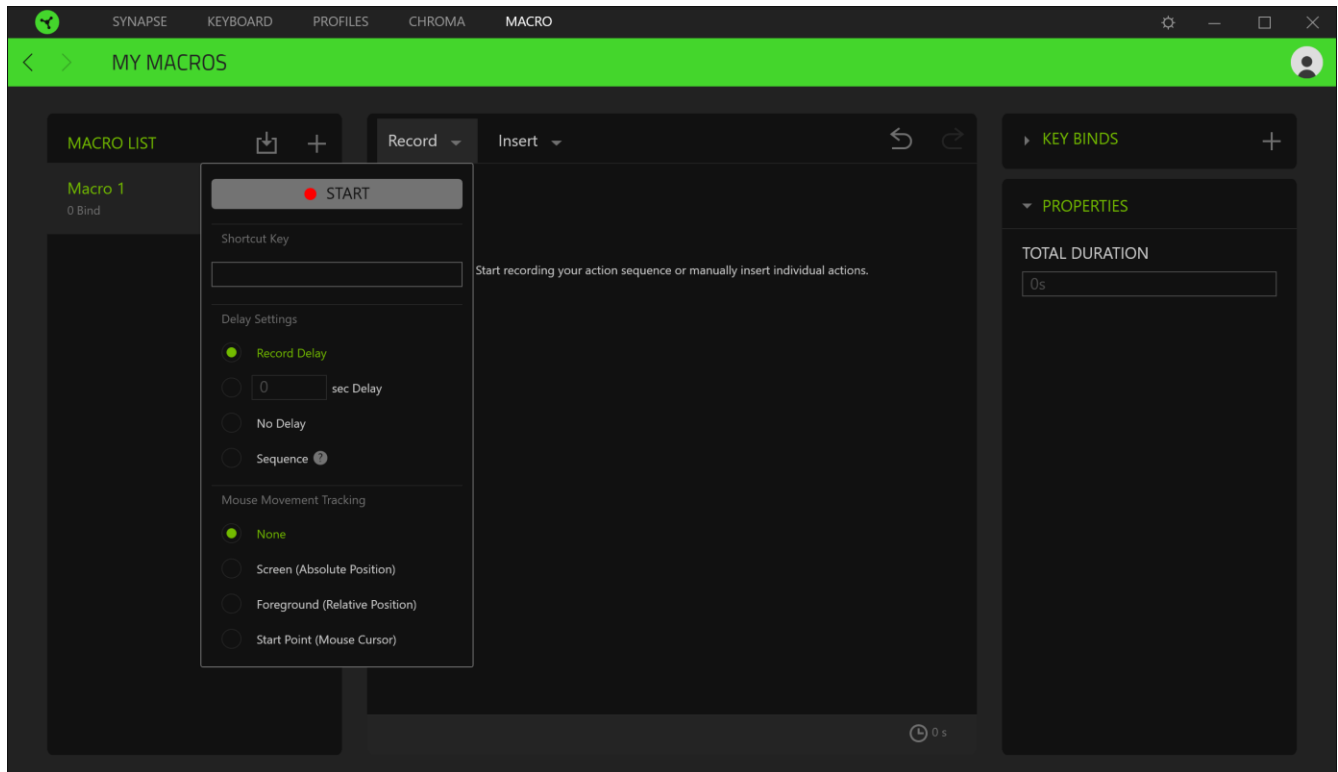 SYNAPSE KEYBOARD PROFILES CHROMA MACRO
MY MACROS
MACRO LIST
Macro 1
0 Bind
Record
Insert
START
Shortcut Key
Delay Settings
Record Delay
0 sec Delay
No Delay
Sequence ?
Mouse Movement Tracking
None
Screen (Absolute Position)
Foreground (Relative Position)
Start Point (Mouse Cursor)
Start recording your action sequence or manually insert individual actions.
0 s
KEY BINDS
PROPERTIES
TOTAL DURATION
0s